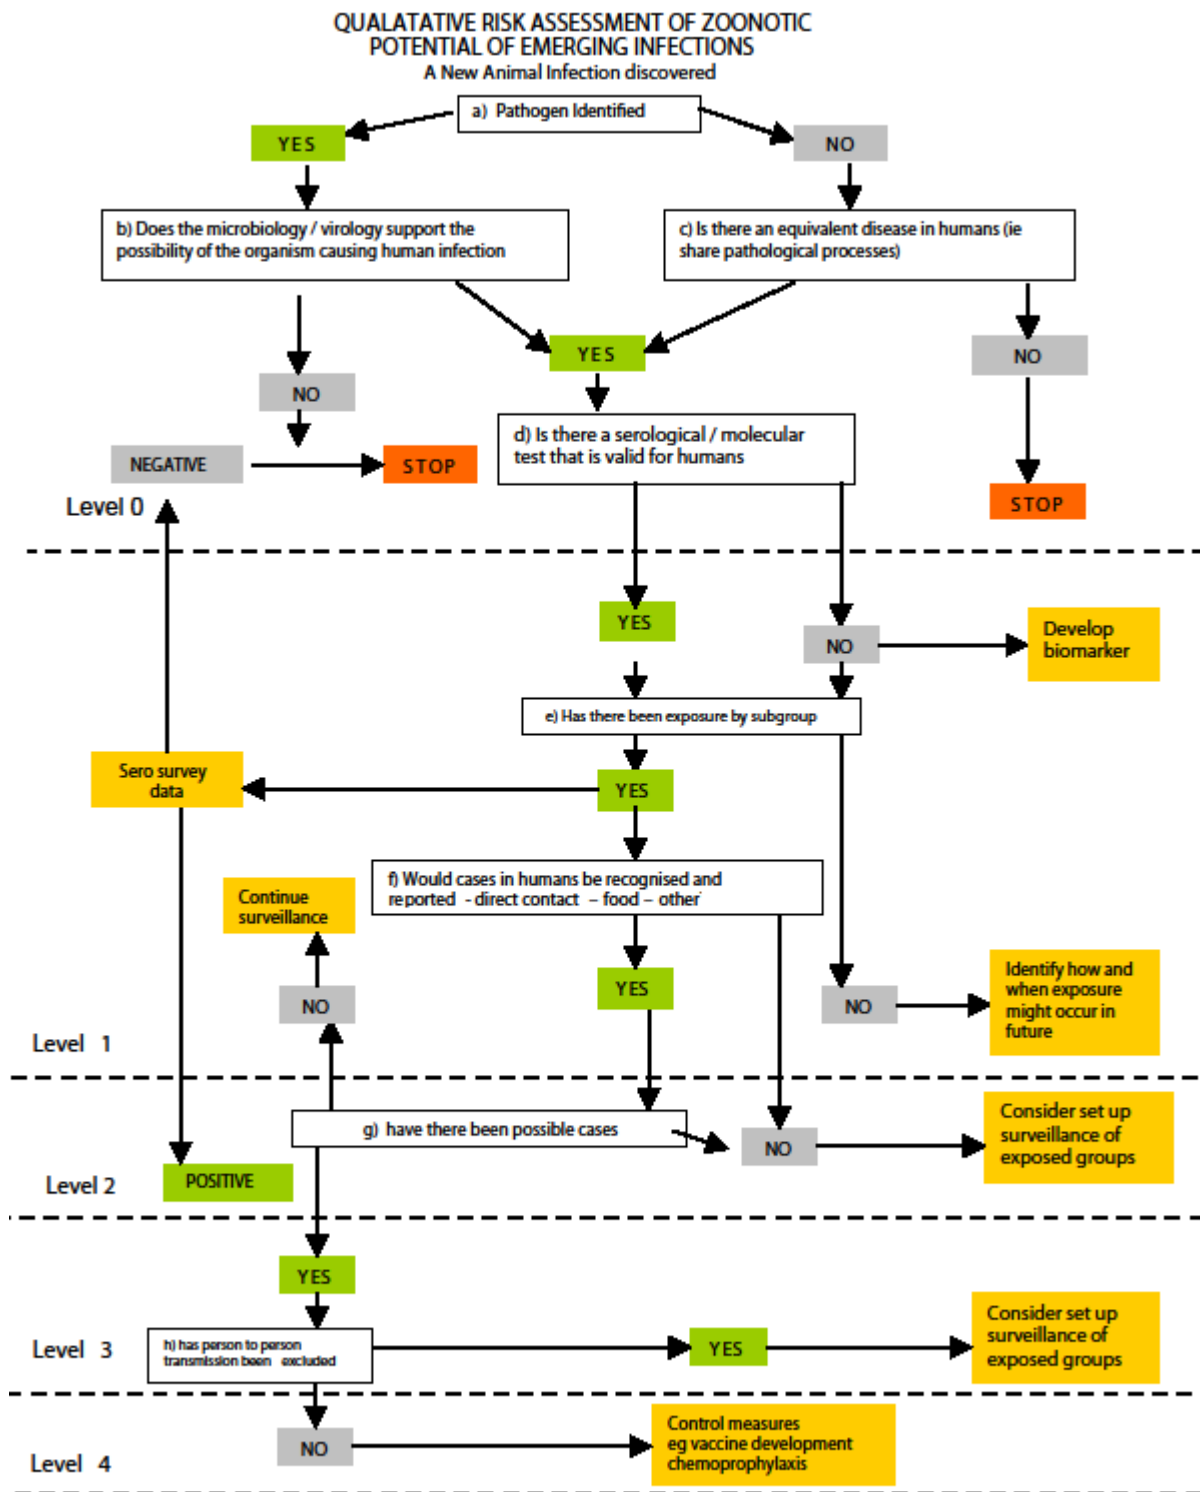 QUALATATIVE RISK ASSESSMENT OF ZOONOTIC
POTENTIAL OF EMERGING INFECTIONS
A New Animal Infection discovered
a) Pathogen Identified
YES
NO
b) Does the microbiology / virology support the
possibility of the organism causing human infection
c) Is there an equivalent disease in humans (ie
share pathological processes)
YES
NO
NO
d) Is there a serological / molecular
test that is valid for humans
NEGATIVE
STOP
STOP
Level 0
YES
NO
Develop
biomarker
e) Has there been exposure by subgroup
Sero survey
data
YES
f) Would cases in humans be recognised and
reported - direct contact – food – other'
Continue
surveillance
YES
NO
NO
Identify how and
when exposure
might occur in
future
Level 1
g) have there been possible cases
NO
Consider set up
surveillance of
exposed groups
Level 2
POSITIVE
YES
Level 3
h) has person to person
transmission been excluded
YES
Consider set up
surveillance of
exposed groups
NO
Control measures
eg vaccine development
chemoprophylaxis
Level 4